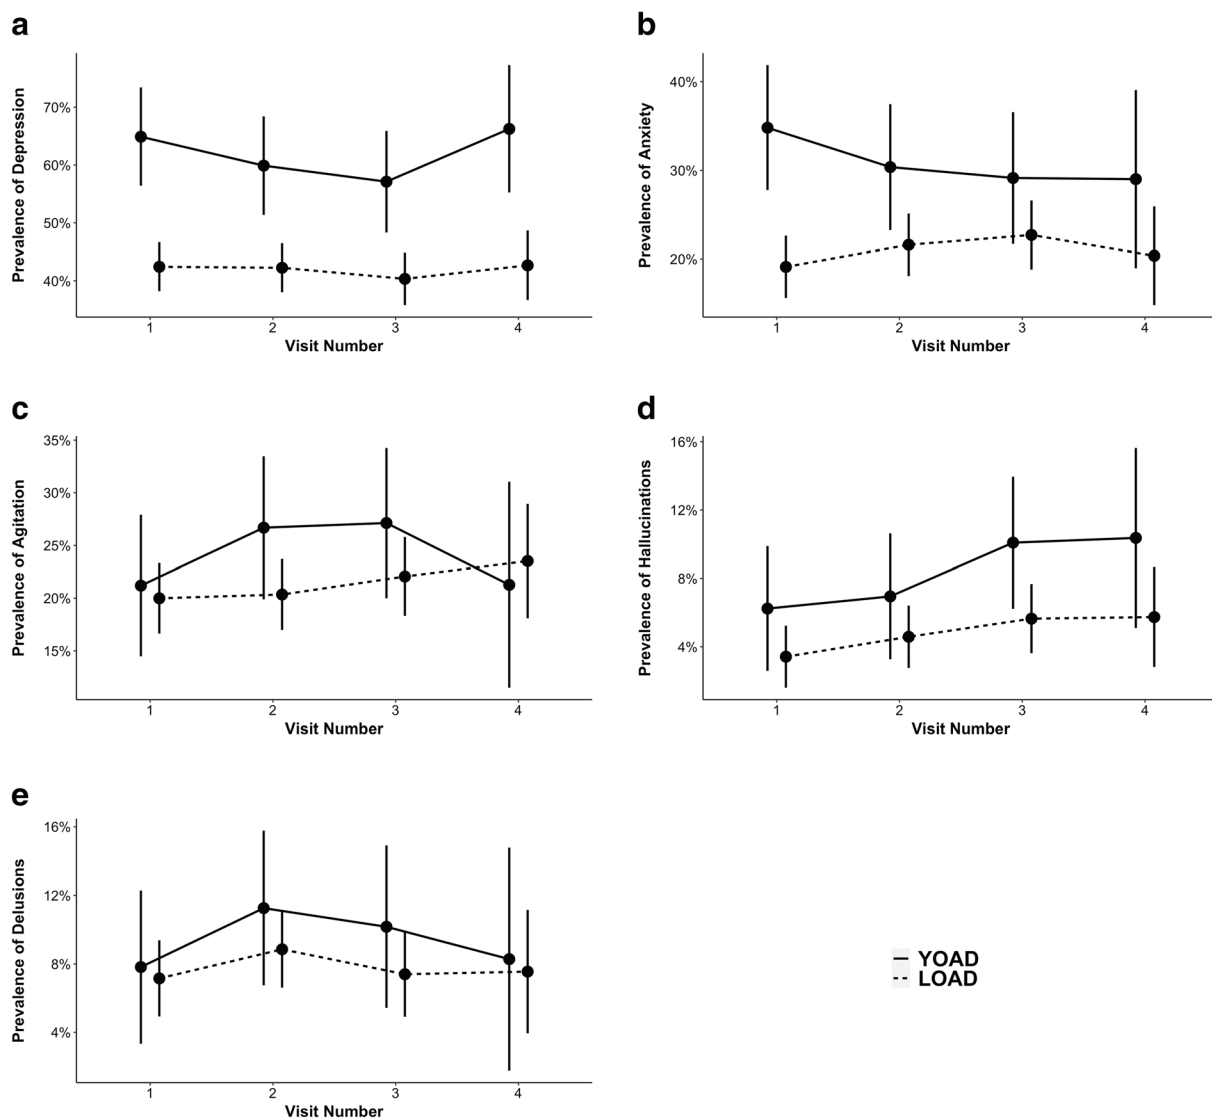 a
Prevalence of Depression
70%
60%
50%
40%
1 2 3 4
Visit Number
b
Prevalence of Anxiety
40%
30%
20%
1 2 3 4
Visit Number
c
Prevalence of Agitation
35%
30%
25%
20%
15%
1 2 3 4
Visit Number
d
Prevalence of Hallucinations
16%
12%
8%
4%
1 2 3 4
Visit Number
e
Prevalence of Delusions
16%
12%
8%
4%
1 2 3 4
Visit Number
YOAD
LOAD